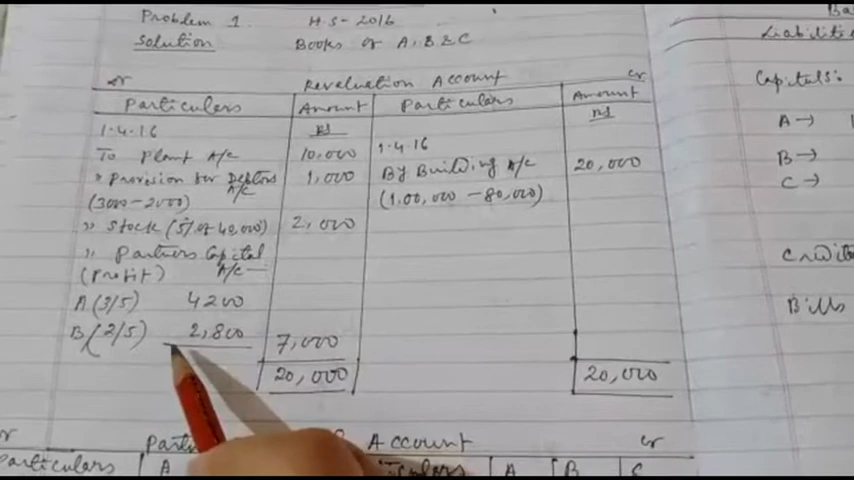 Problem 1. H.S-2016
Solution Books of A, B & C
Dr Revaluation Account Cr
Particulars Amount Particulars Amount
1.4.16 Rs 1.4.16 Rs
To Plant A/c 10,000 By Building A/c 20,000
" Provision for Debtors A/c 1,000 (1,00,000 - 80,000)
(3000-2000)
" Stock (5% of 40,000) 2,000
" Partners Capital
(Profit) A/c
A (3/5) 4200
B (2/5) 2,800 7,000
20,000 20,000
Account Cr
Particulars A A B C
Liabilities
Capitals:
A→
B→
C→
Bills